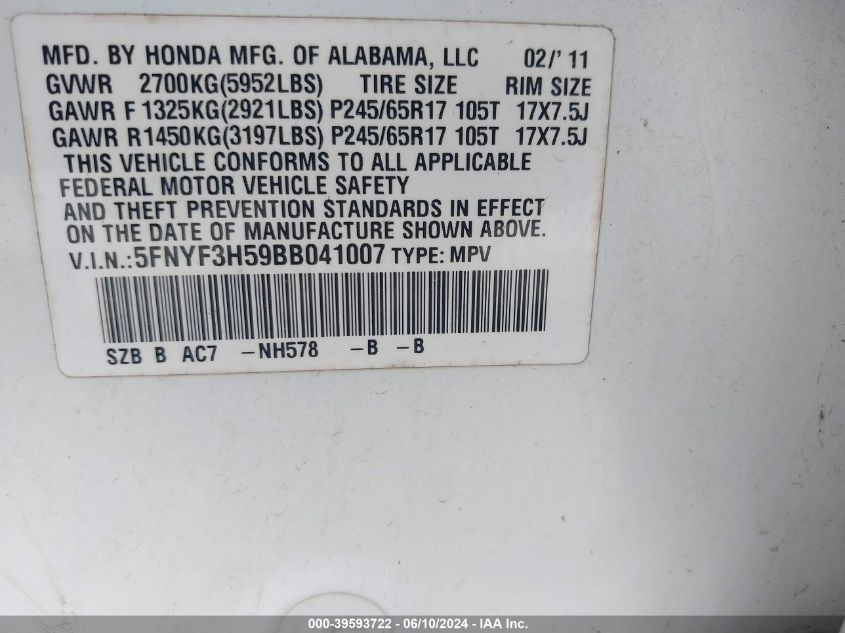 MFD. BY HONDA MFG. OF ALABAMA, LLC 02/' 11
GVWR 2700KG(5952LBS) TIRE SIZE RIM SIZE
GAWR F 1325KG(2921LBS) P245/65R17 105T 17X7.5J
GAWR R1450KG(3197LBS) P245/65R17 105T 17X7.5J
THIS VEHICLE CONFORMS TO ALL APPLICABLE
FEDERAL MOTOR VEHICLE SAFETY
AND THEFT PREVENTION STANDARDS IN EFFECT
ON THE DATE OF MANUFACTURE SHOWN ABOVE.
V.I.N.:5FNYF3H59BB041007 TYPE: MPV
SZB B AC7 -NH578 -B -B
000-39593722 - 06/10/2024 - IAA Inc.